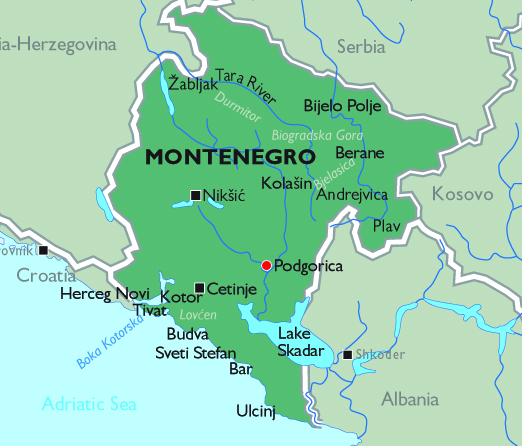 ia-Herzegovina
Serbia
Žabljak
Tara River
Durmitor
Bijelo Polje
Biogradska Gora
MONTENEGRO
Berane
Bjelasica
Kolašin
Nikšić
Andrejvica
Kosovo
Plav
ovnik
Podgorica
Croatia
Herceg Novi
Kotor
Cetinje
Tivat
Lovćen
Boka Kotorska
Budva
Lake
Skadar
Sveti Stefan
Shkoder
Bar
Adriatic Sea
Albania
Ulcinj